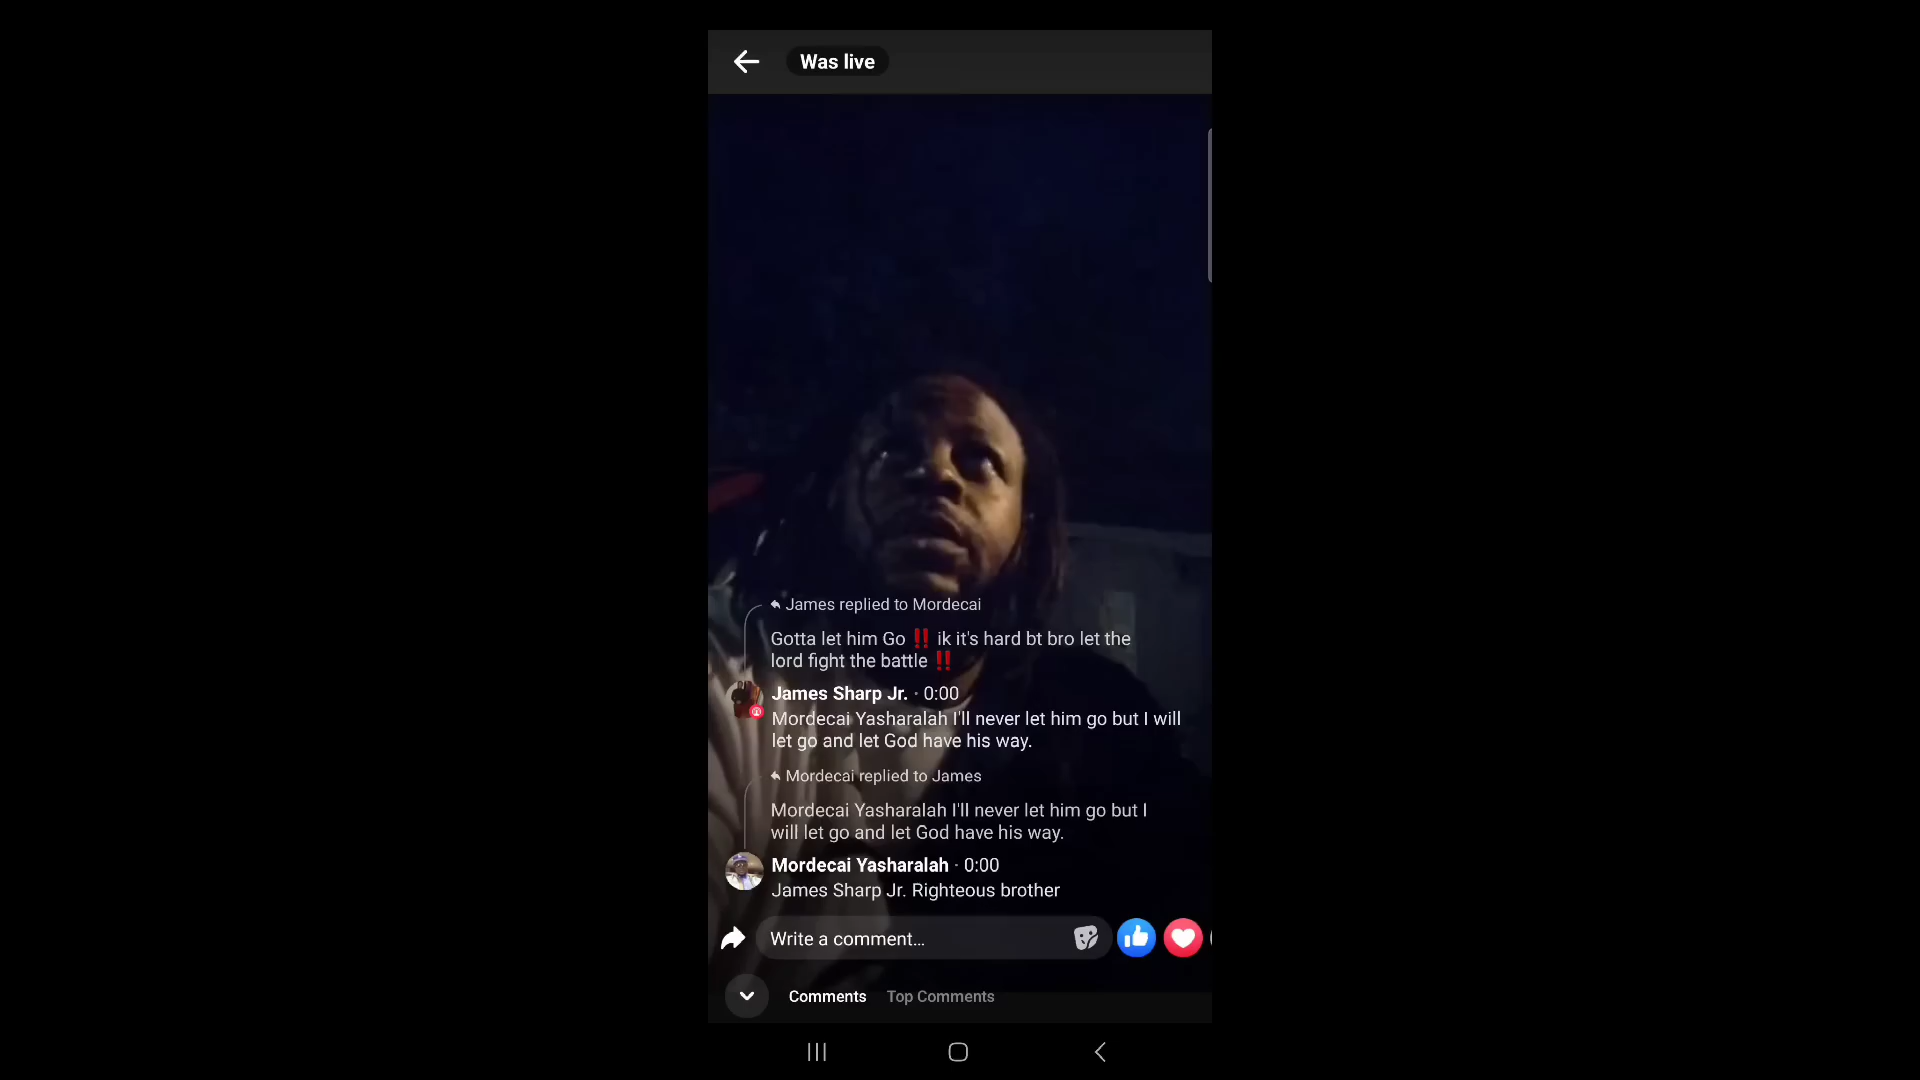 Was live
James replied to Mordecai
Gotta let him Go ‼️ ik it's hard bt bro let the
lord fight the battle ‼️
James Sharp Jr. · 0:00
Mordecai Yasharalah I'll never let him go but I will
let go and let God have his way.
Mordecai replied to James
Mordecai Yasharalah I'll never let him go but I
will let go and let God have his way.
Mordecai Yasharalah · 0:00
James Sharp Jr. Righteous brother
Write a comment...
Comments Top Comments